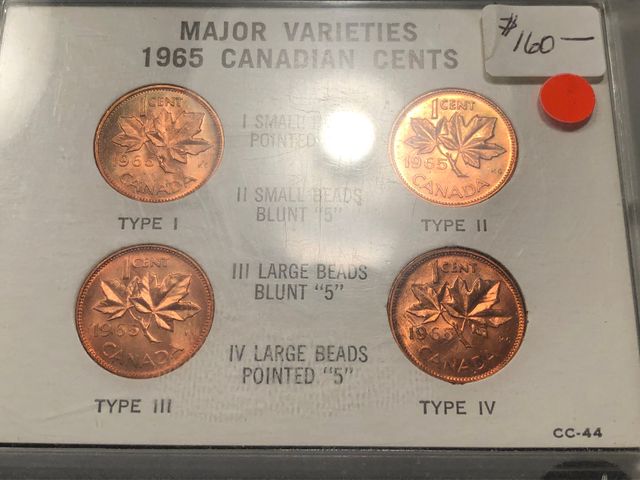 MAJOR VARIETIES
1965 CANADIAN CENTS
$160—
1 CENT
1965
CANADA
TYPE I
1 CENT
1965
CANADA
TYPE II
I SMALL
POINTED
II SMALL BEADS
BLUNT "5"
III LARGE BEADS
BLUNT "5"
IV LARGE BEADS
POINTED "5"
1 CENT
1965
CANADA
TYPE III
1 CENT
1965
CANADA
TYPE IV
CC-44